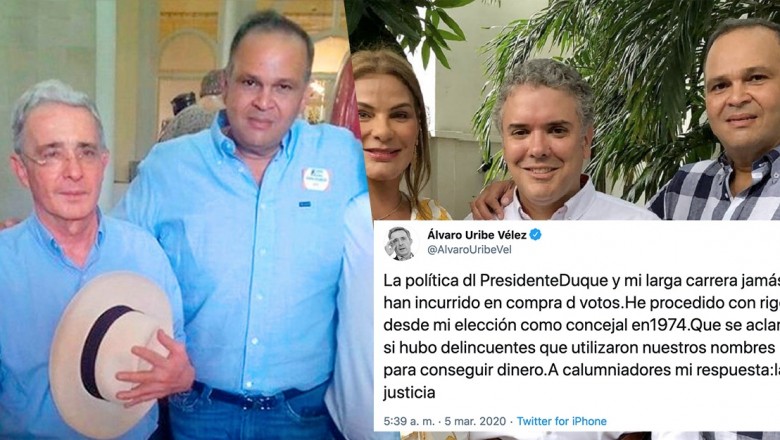 Álvaro Uribe Vélez
@AlvaroUribeVel
La política dl PresidenteDuque y mi larga carrera jamás
han incurrido en compra d votos.He procedido con rig
desde mi elección como concejal en1974.Que se acla
si hubo delincuentes que utilizaron nuestros nombres
para conseguir dinero.A calumniadores mi respuesta:la
justicia
5:39 a. m. · 5 mar. 2020 · Twitter for iPhone